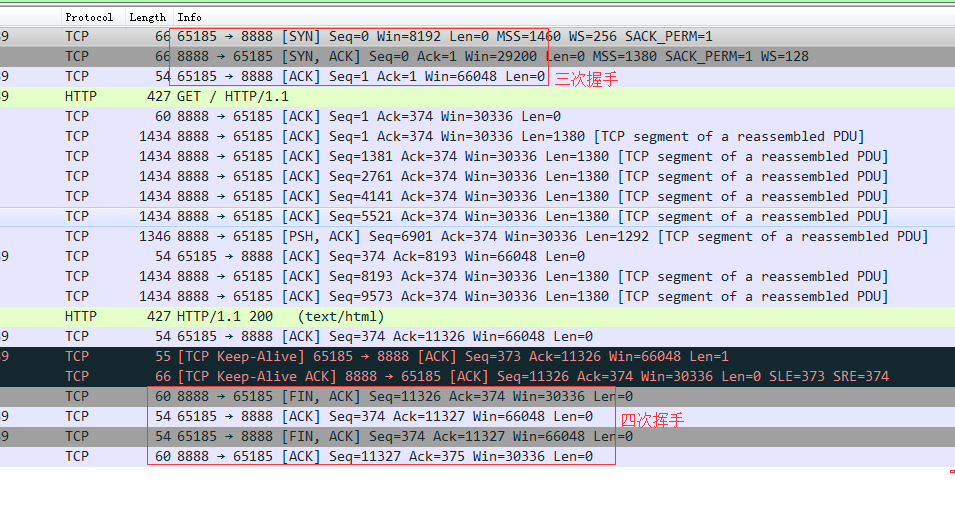 Protocol Length Info
39 TCP 66 65185 → 8888 [SYN] Seq=0 Win=8192 Len=0 MSS=1460 WS=256 SACK_PERM=1
TCP 66 8888 → 65185 [SYN, ACK] Seq=0 Ack=1 Win=29200 Len=0 MSS=1380 SACK_PERM=1 WS=128
39 TCP 54 65185 → 8888 [ACK] Seq=1 Ack=1 Win=66048 Len=0 三次握手
39 HTTP 427 GET / HTTP/1.1
TCP 60 8888 → 65185 [ACK] Seq=1 Ack=374 Win=30336 Len=0
TCP 1434 8888 → 65185 [ACK] Seq=1 Ack=374 Win=30336 Len=1380 [TCP segment of a reassembled PDU]
TCP 1434 8888 → 65185 [ACK] Seq=1381 Ack=374 Win=30336 Len=1380 [TCP segment of a reassembled PDU]
TCP 1434 8888 → 65185 [ACK] Seq=2761 Ack=374 Win=30336 Len=1380 [TCP segment of a reassembled PDU]
TCP 1434 8888 → 65185 [ACK] Seq=4141 Ack=374 Win=30336 Len=1380 [TCP segment of a reassembled PDU]
TCP 1434 8888 → 65185 [ACK] Seq=5521 Ack=374 Win=30336 Len=1380 [TCP segment of a reassembled PDU]
TCP 1346 8888 → 65185 [PSH, ACK] Seq=6901 Ack=374 Win=30336 Len=1292 [TCP segment of a reassembled PDU]
39 TCP 54 65185 → 8888 [ACK] Seq=374 Ack=8193 Win=66048 Len=0
TCP 1434 8888 → 65185 [ACK] Seq=8193 Ack=374 Win=30336 Len=1380 [TCP segment of a reassembled PDU]
TCP 1434 8888 → 65185 [ACK] Seq=9573 Ack=374 Win=30336 Len=1380 [TCP segment of a reassembled PDU]
HTTP 427 HTTP/1.1 200 (text/html)
39 TCP 54 65185 → 8888 [ACK] Seq=374 Ack=11326 Win=66048 Len=0
39 TCP 55 [TCP Keep-Alive] 65185 → 8888 [ACK] Seq=373 Ack=11326 Win=66048 Len=1
TCP 66 [TCP Keep-Alive ACK] 8888 → 65185 [ACK] Seq=11326 Ack=374 Win=30336 Len=0 SLE=373 SRE=374
TCP 60 8888 → 65185 [FIN, ACK] Seq=11326 Ack=374 Win=30336 Len=0
39 TCP 54 65185 → 8888 [ACK] Seq=374 Ack=11327 Win=66048 Len=0 四次挥手
39 TCP 54 65185 → 8888 [FIN, ACK] Seq=374 Ack=11327 Win=66048 Len=0
TCP 60 8888 → 65185 [ACK] Seq=11327 Ack=375 Win=30336 Len=0